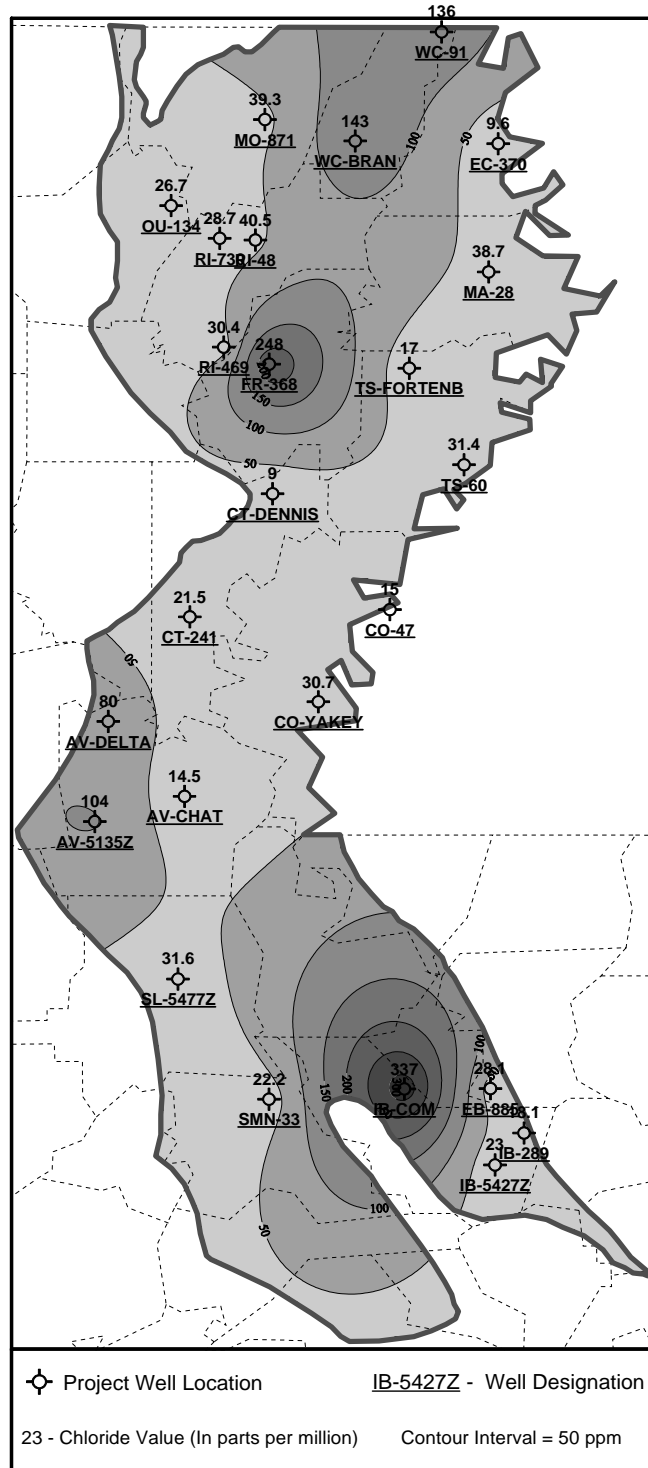 136
WC-91
39.3
MO-871
143
WC-BRAN
100
50
9.6
EC-370
26.7
OU-134
28.7
40.5
RI-48
38.7
MA-28
30.4
RI-469
248
FR-368
150
100
50
17
TS-FORTENB
31.4
TS-60
9
CT-DENNIS
21.5
CT-241
15
CO-47
50
30.7
CO-YAKEY
80
AV-DELTA
14.5
AV-CHAT
104
AV-5135Z
31.6
SL-5477Z
22.2
SMN-33
150
200
337
IB-COM
100
28.1
EB-885
IB-289
23
IB-5427Z
100
50
Project Well Location
IB-5427Z - Well Designation
23 - Chloride Value (In parts per million)
Contour Interval = 50 ppm